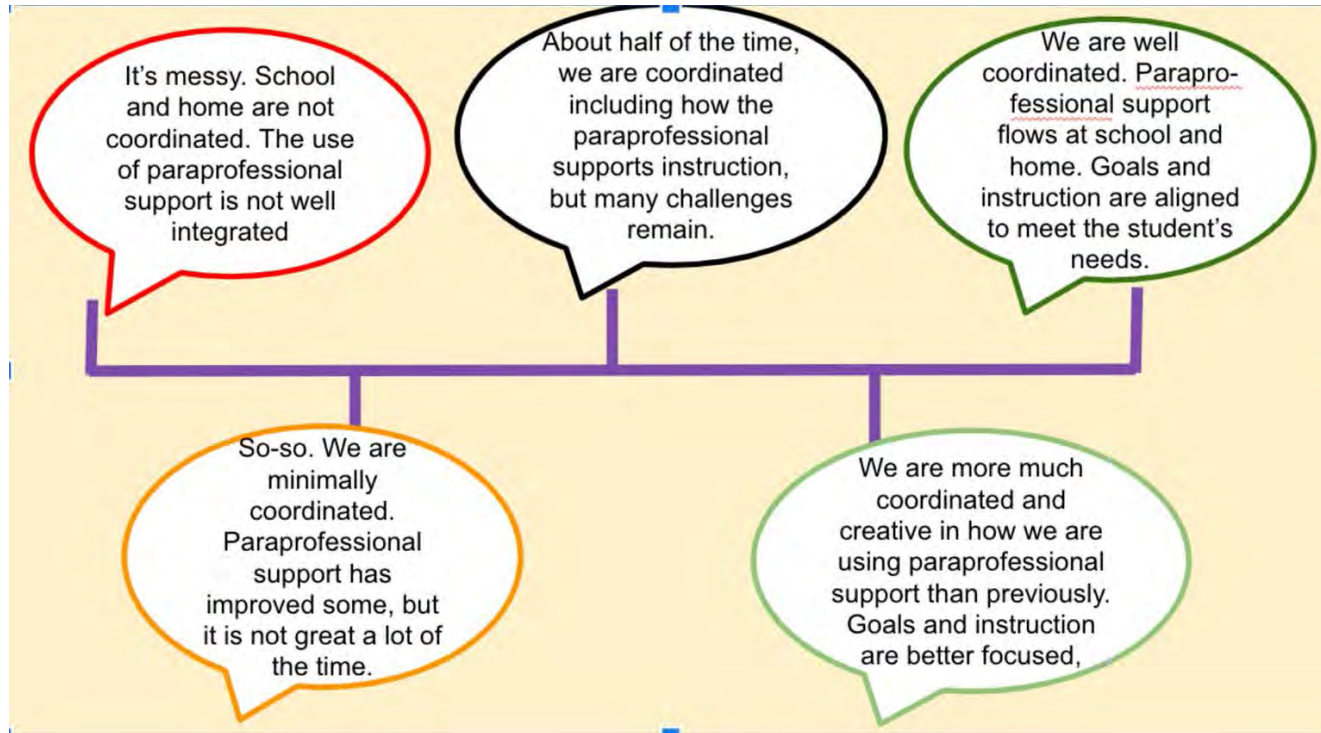 It’s messy. School
and home are not
coordinated. The use
of paraprofessional
support is not well
integrated
About half of the time,
we are coordinated
including how the
paraprofessional
supports instruction,
but many challenges
remain.
We are well
coordinated. Parapro-
fessional support
flows at school and
home. Goals and
instruction are aligned
to meet the student’s
needs.
So-so. We are
minimally
coordinated.
Paraprofessional
support has
improved some, but
it is not great a lot of
the time.
We are more much
coordinated and
creative in how we are
using paraprofessional
support than previously.
Goals and instruction
are better focused,